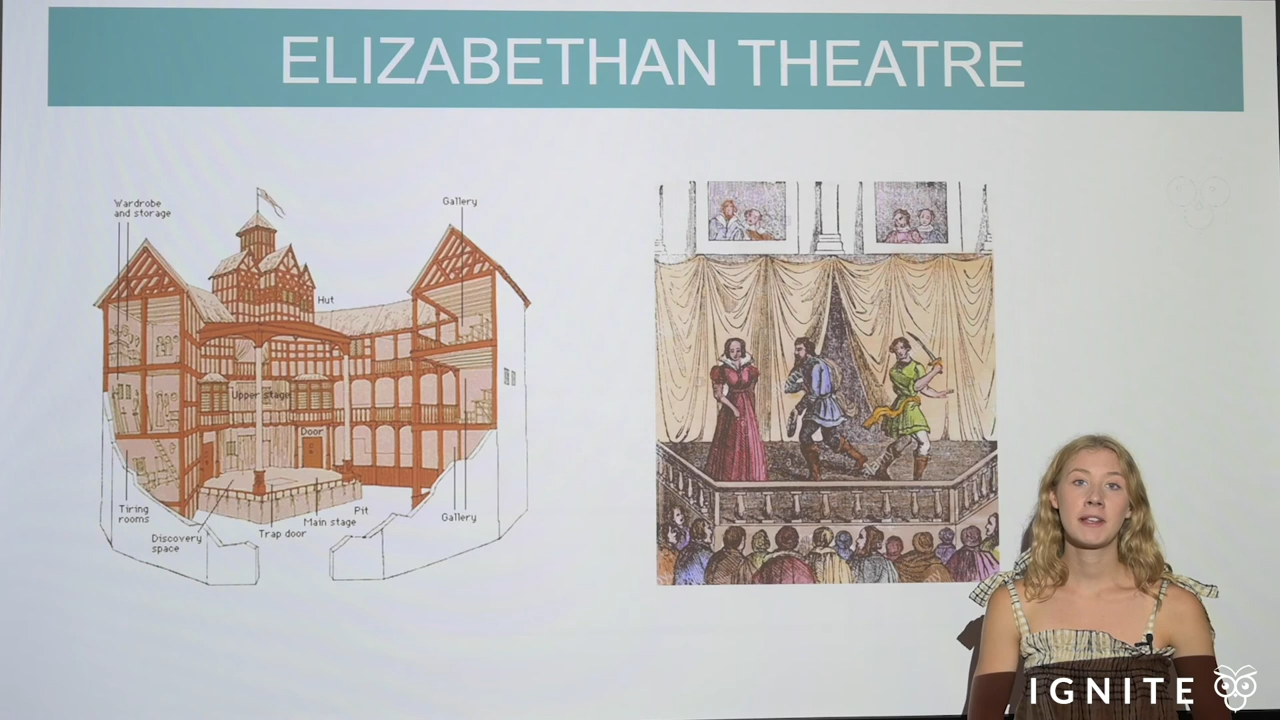 ELIZABETHAN THEATRE
Wardrobe
and storage
Gallery
Hut
Upper stage
Door
Tiring
rooms
Discovery
space
Trap door
Main stage
Pit
Gallery
IGNITE